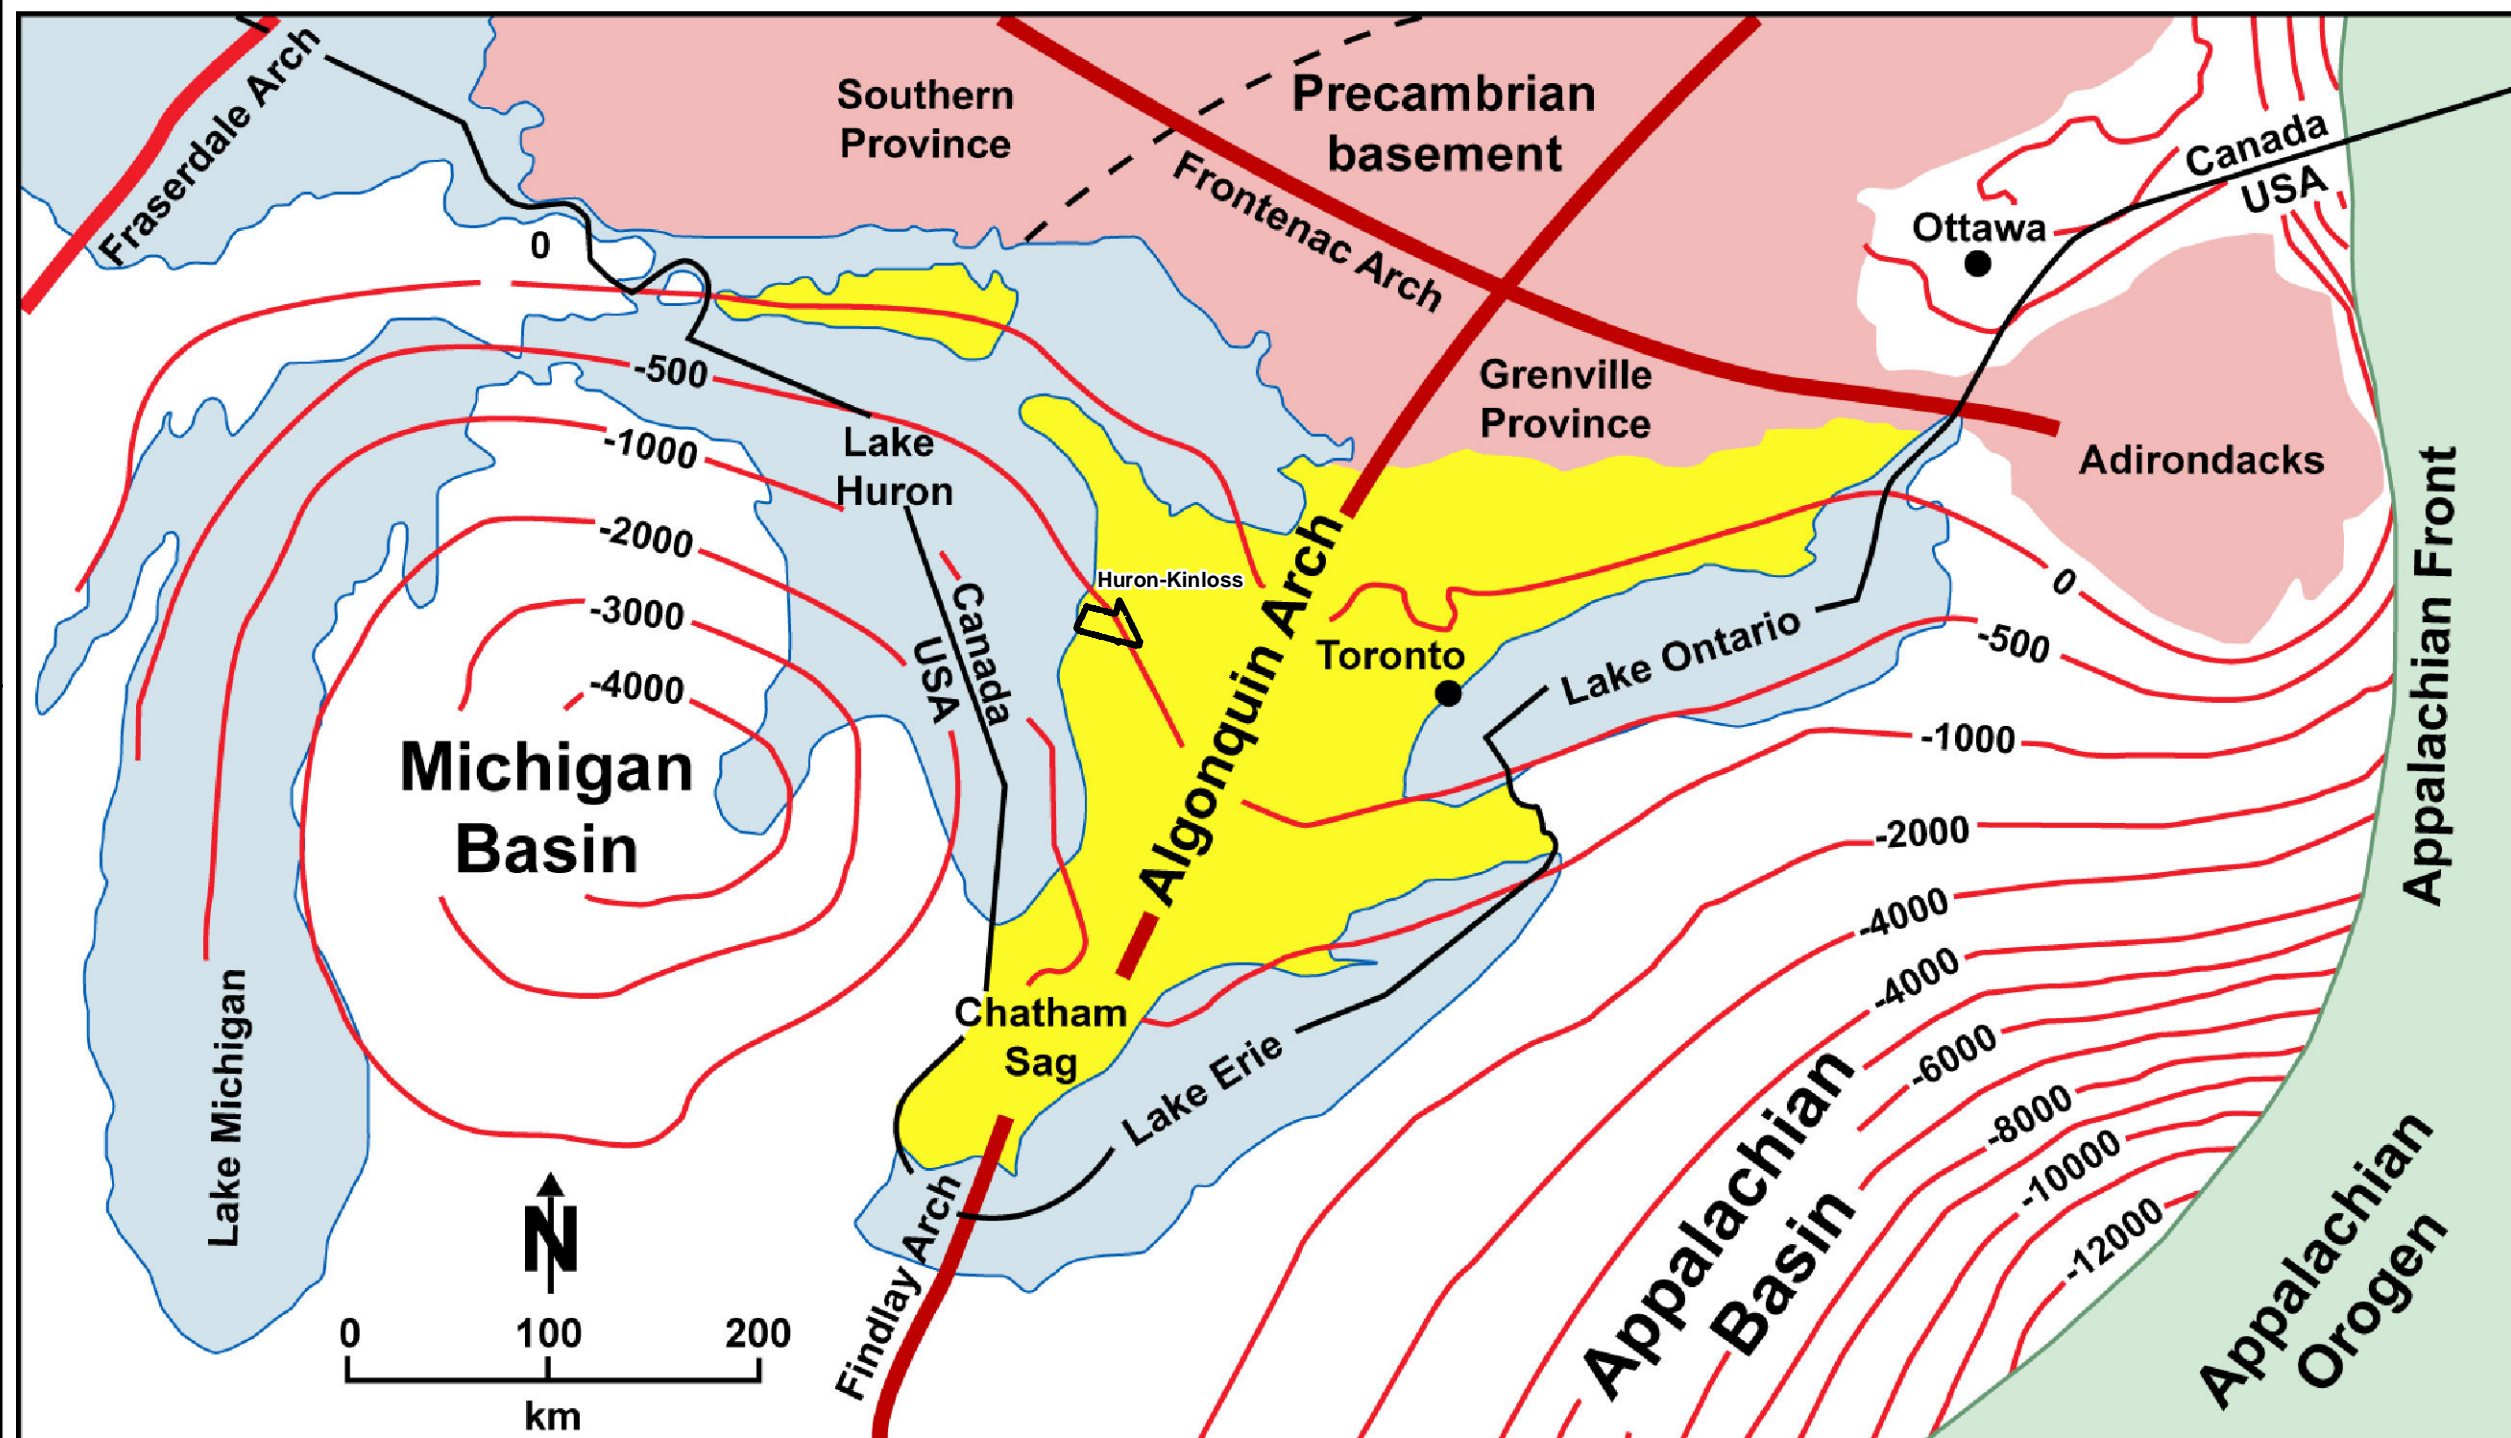 Fraserdale Arch
Southern
Province
Precambrian
basement
Frontenac Arch
Canada
USA
Ottawa
0
Grenville
Province
Adirondacks
-500
Lake
Huron
-1000
-2000
-3000
-4000
Michigan
Basin
Huron-Kinloss
Canada
USA
Algonquin Arch
Toronto
Lake Ontario
0
-500
-1000
-2000
-4000
-4000
-6000
-8000
-10000
-12000
Appalachian Front
Chatham
Sag
Lake Erie
Lake Michigan
Findlay Arch
Appalachian
Basin
Appalachian
Orogen
N
0 100 200
km